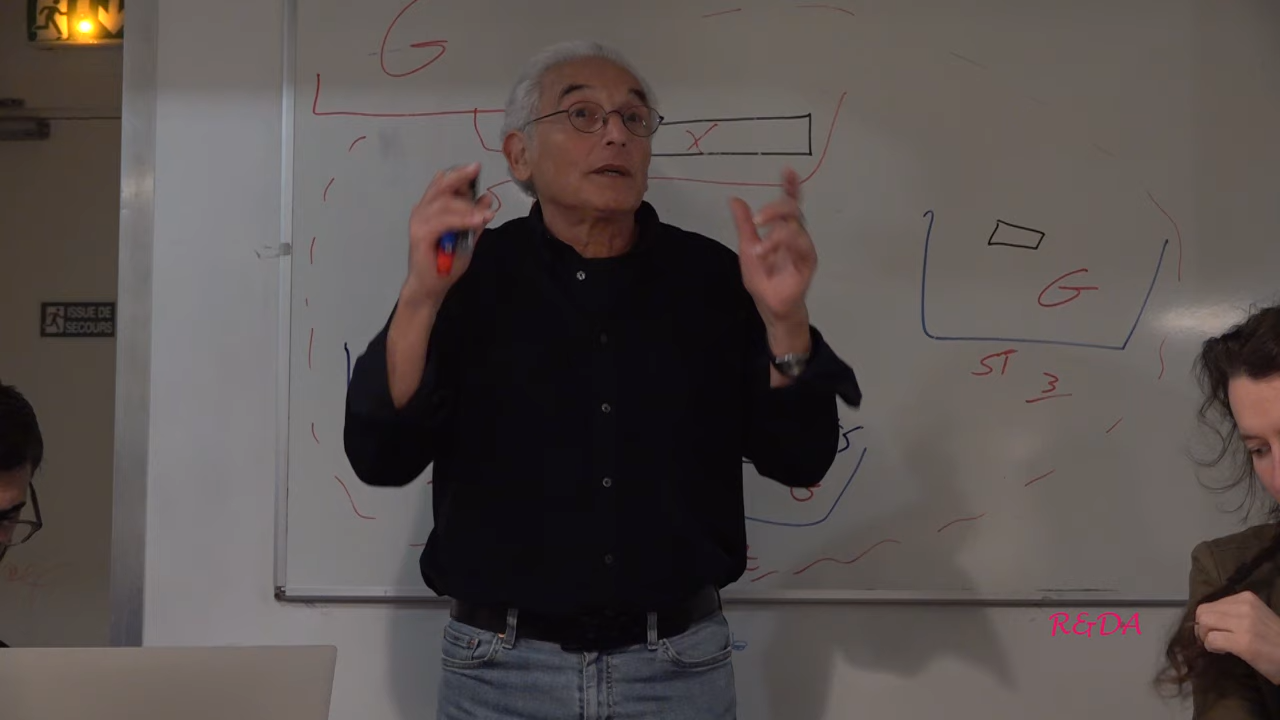 G
X
ISSUE DE
SECOURS
G
ST 3
R&DA